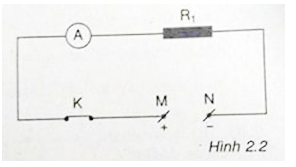 A R₁
K M N
+ −
Hình 2.2